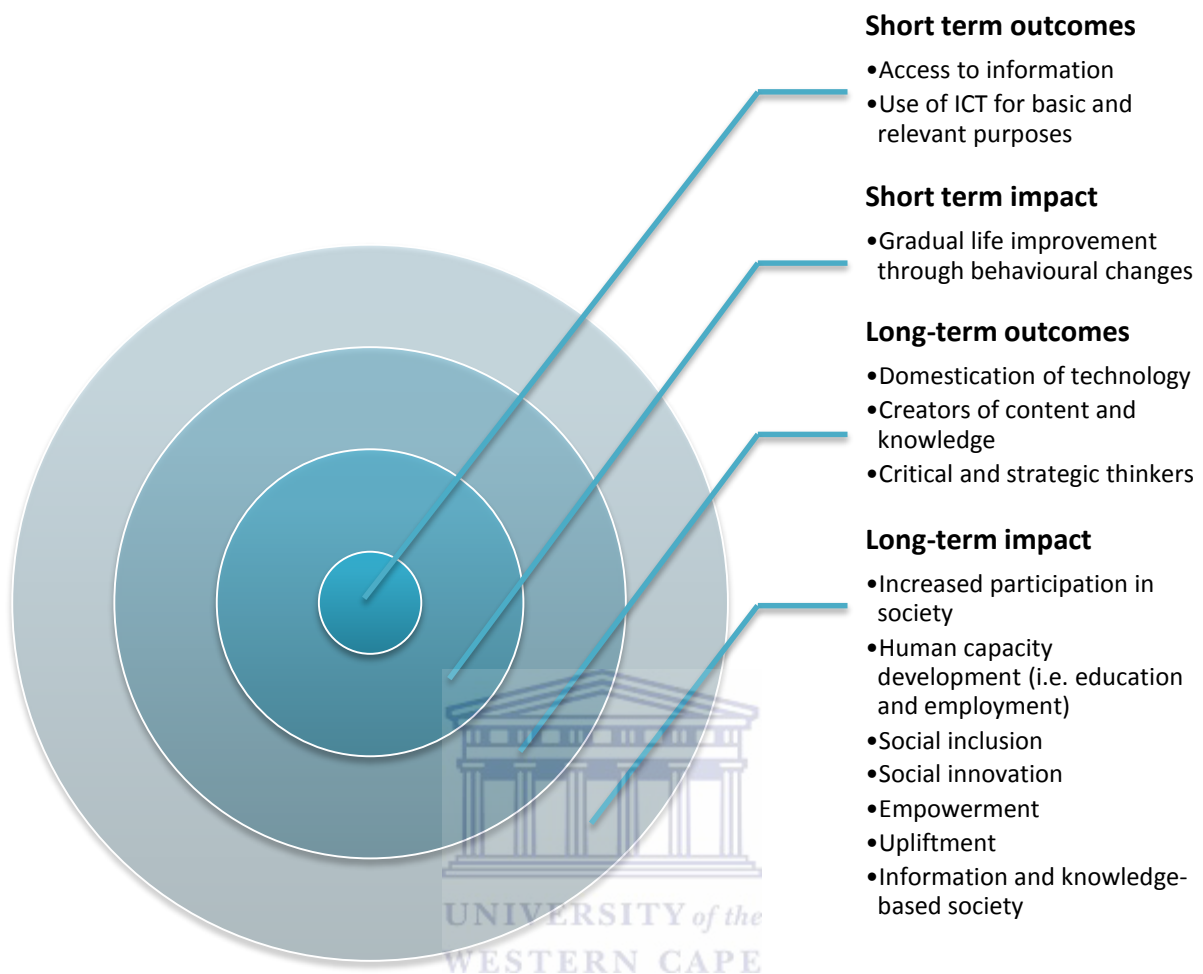 Short term outcomes
•Access to information
•Use of ICT for basic and
relevant purposes
Short term impact
•Gradual life improvement
through behavioural changes
Long-term outcomes
•Domestication of technology
•Creators of content and
knowledge
•Critical and strategic thinkers
Long-term impact
•Increased participation in
society
•Human capacity
development (i.e. education
and employment)
•Social inclusion
•Social innovation
•Empowerment
•Upliftment
•Information and knowledge-
based society
UNIVERSITY of the
WESTERN CAPE